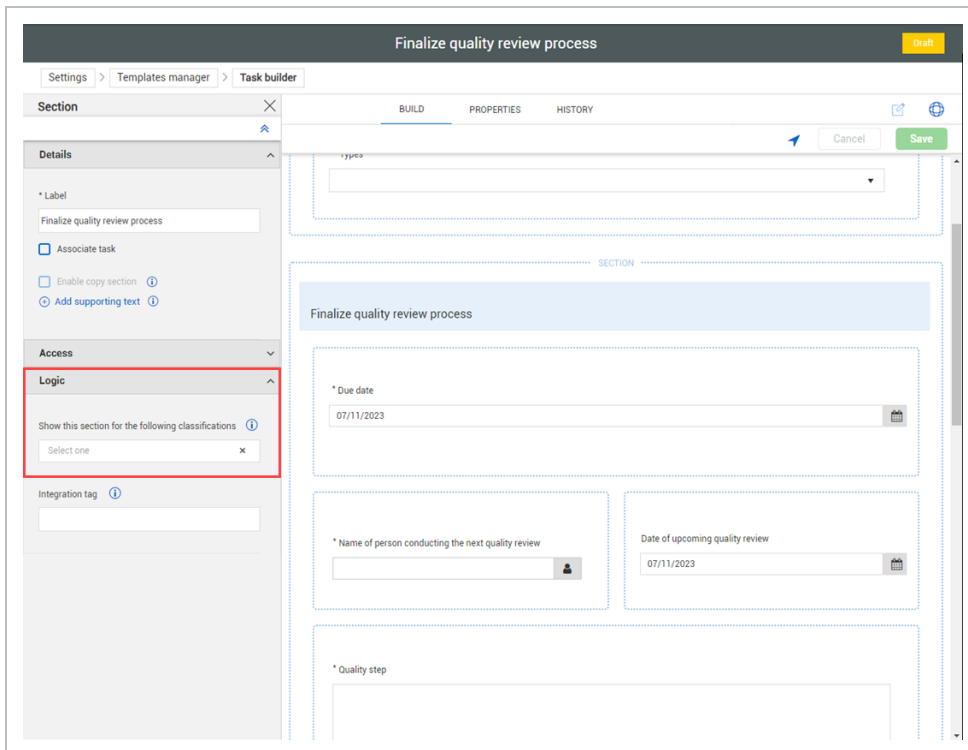 Finalize quality review process
Draft
Settings > Templates manager > Task builder
Section
BUILD PROPERTIES HISTORY
Cancel Save
Details
* Label
Finalize quality review process
Associate task
Enable copy section
Add supporting text
Access
Logic
Show this section for the following classifications
Select one
Integration tag
Types
SECTION
Finalize quality review process
* Due date
07/11/2023
* Name of person conducting the next quality review
Date of upcoming quality review
07/11/2023
* Quality step